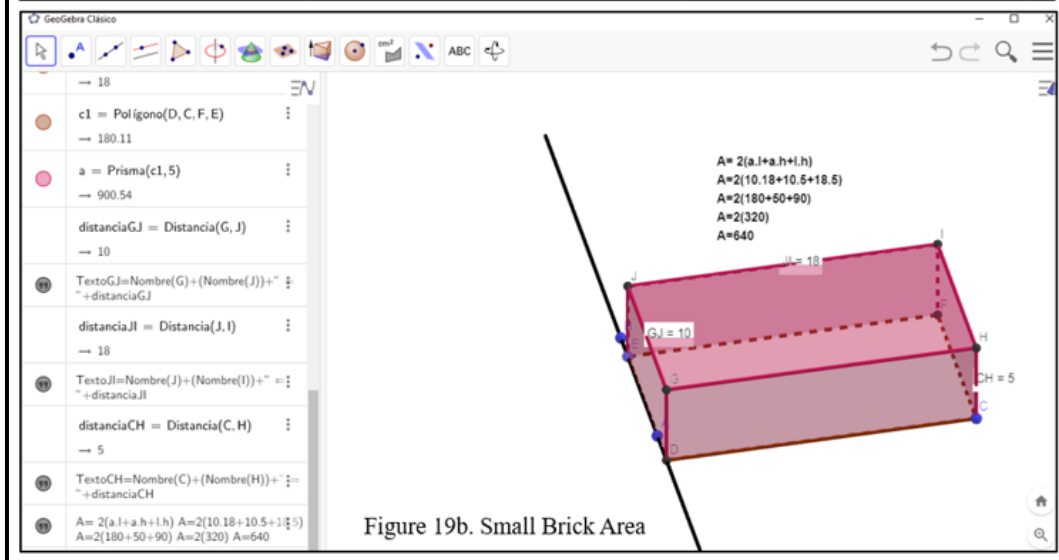 GeoGebra Clásico
cm²
ABC
→ 18
c1 = Polígono(D, C, F, E)
→ 180.11
a = Prisma(c1, 5)
→ 900.54
distanciaGJ = Distancia(G, J)
→ 10
TextoGJ=Nombre(G)+(Nombre(J))+" =
"+distanciaGJ
distanciaJI = Distancia(J, I)
→ 18
TextoJI=Nombre(J)+(Nombre(I))+" =
"+distanciaJI
distanciaCH = Distancia(C, H)
→ 5
TextoCH=Nombre(C)+(Nombre(H))+" =
"+distanciaCH
A= 2(a.l+a.h+l.h) A=2(10.18+10.5+18.5)
A=2(180+50+90) A=2(320) A=640
A= 2(a.l+a.h+l.h)
A=2(10.18+10.5+18.5)
A=2(180+50+90)
A=2(320)
A=640
I
JI = 18
J
F
GJ = 10
E
H
G
CH = 5
C
D
Figure 19b. Small Brick Area